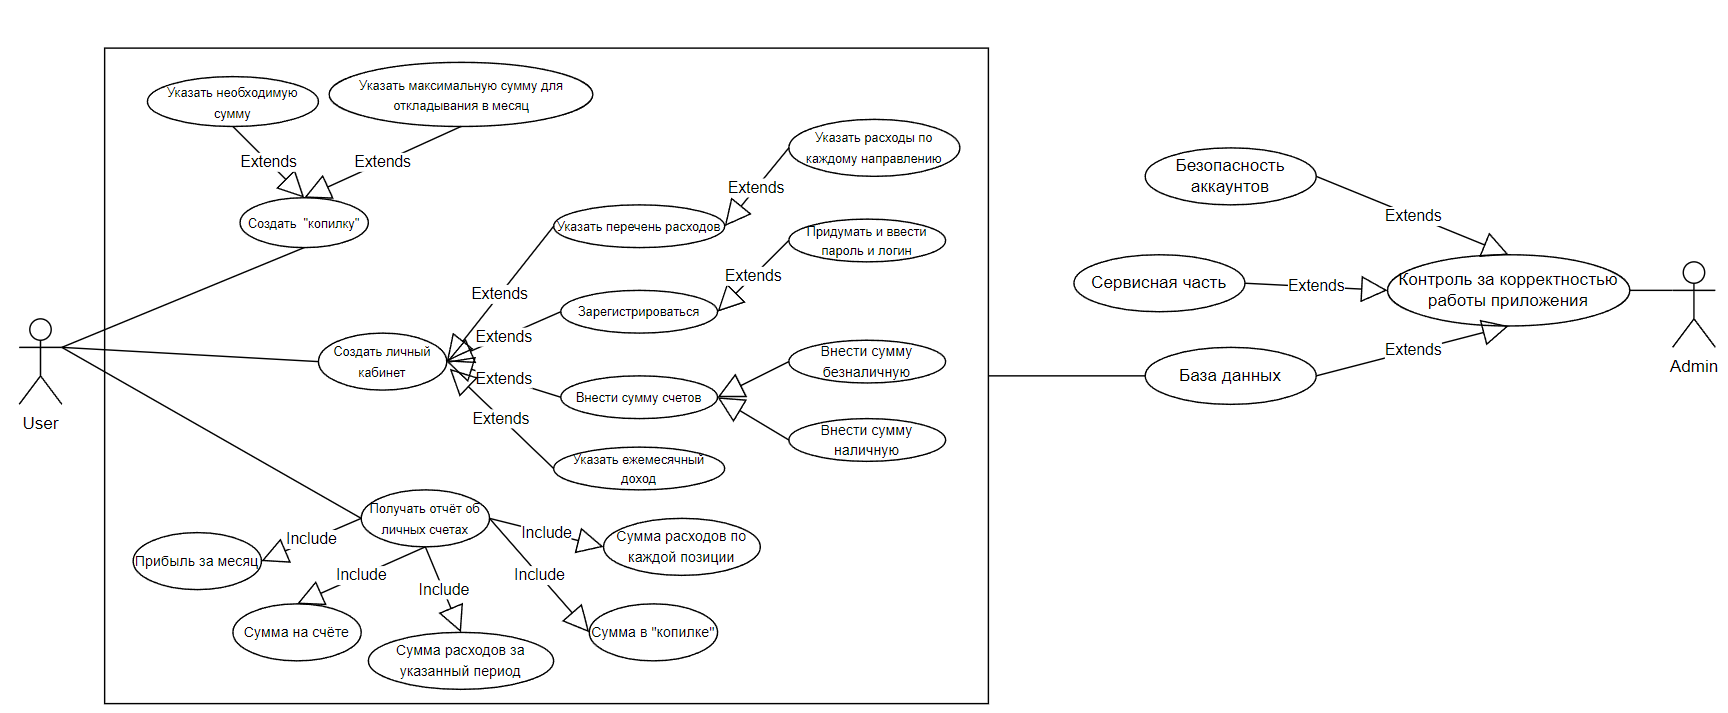 Указать необходимую
сумму
Указать максимальную сумму для
откладывания в месяц
Extends
Extends
Создать "копилку"
Указать расходы по
каждому направлению
Extends
Указать перечень расходов
Придумать и ввести
пароль и логин
Extends
Extends
Зарегистрироваться
Extends
Создать личный
кабинет
Extends
Внести сумму счетов
Внести сумму
безналичную
Внести сумму
наличную
Extends
Указать ежемесячный
доход
User
Получать отчёт об
личных счетах
Include
Прибыль за месяц
Include
Сумма на счёте
Include
Сумма расходов за
указанный период
Include
Сумма в "копилке"
Include
Сумма расходов по
каждой позиции
Безопасность
аккаунтов
Extends
Сервисная часть
Extends
Контроль за корректностью
работы приложения
Extends
База данных
Admin